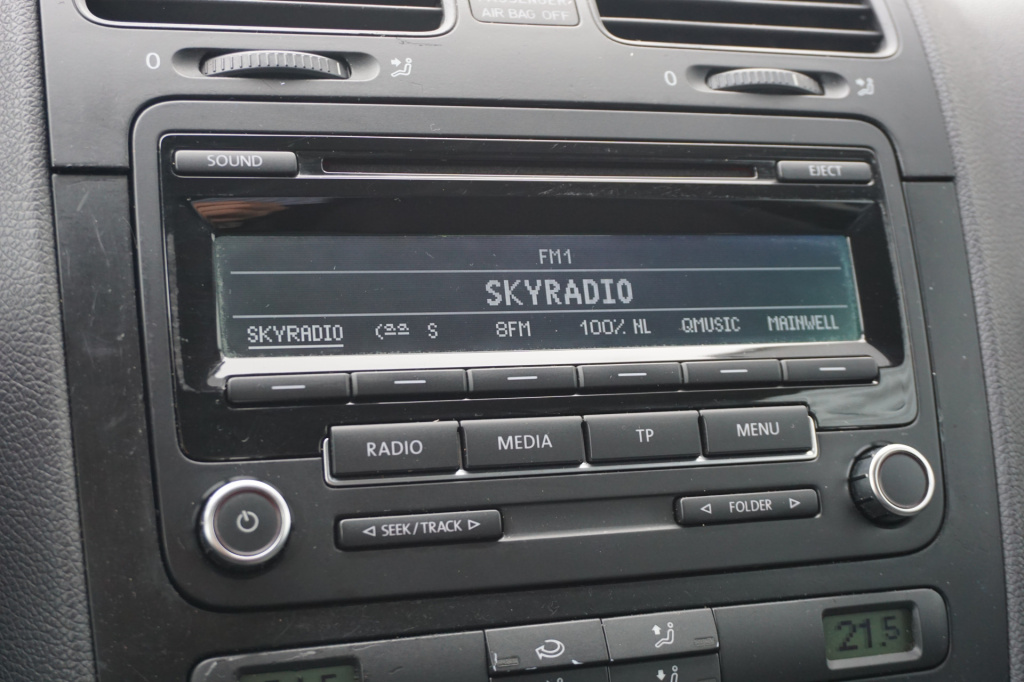 PASSENGER
AIR BAG OFF
0
0
SOUND
EJECT
FM1
SKYRADIO
SKYRADIO S 8FM 100% NL QMUSIC MAINWELL
RADIO MEDIA TP MENU
SEEK/TRACK
FOLDER
21.5